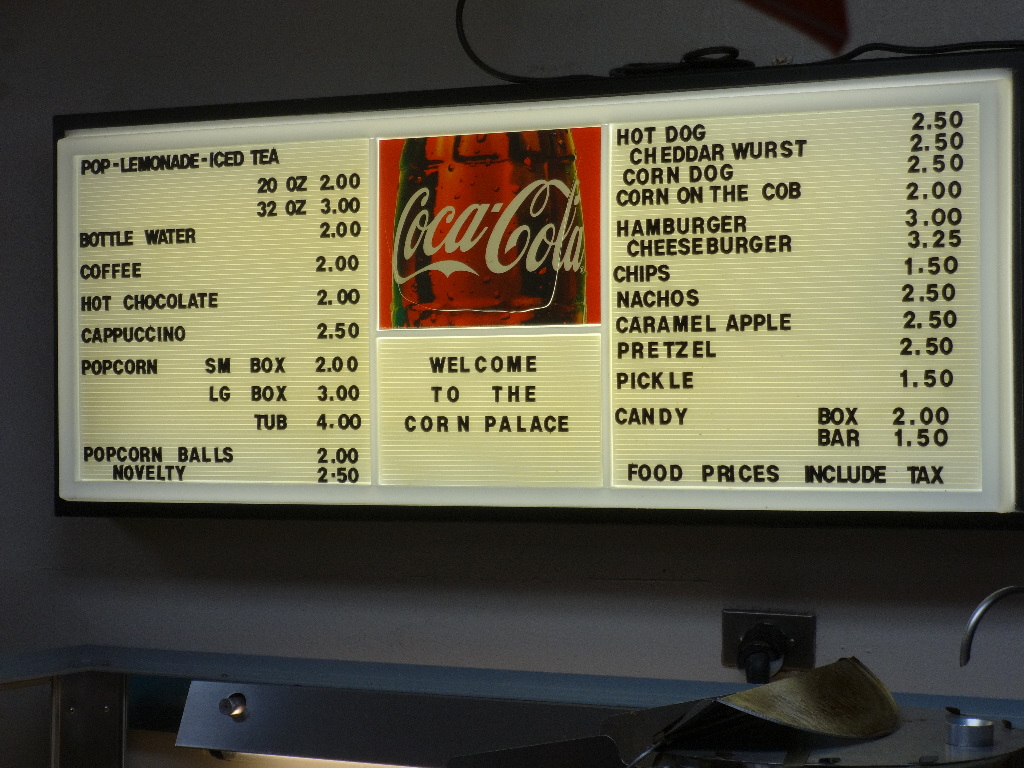 POP-LEMONADE-ICED TEA
20 OZ 2.00
32 OZ 3.00
BOTTLE WATER 2.00
COFFEE 2.00
HOT CHOCOLATE 2.00
CAPPUCCINO 2.50
POPCORN SM BOX 2.00
LG BOX 3.00
TUB 4.00
POPCORN BALLS 2.00
NOVELTY 2.50
Coca-Cola
WELCOME
TO THE
CORN PALACE
HOT DOG 2.50
CHEDDAR WURST 2.50
CORN DOG 2.50
CORN ON THE COB 2.00
HAMBURGER 3.00
CHEESEBURGER 3.25
CHIPS 1.50
NACHOS 2.50
CARAMEL APPLE 2.50
PRETZEL 2.50
PICKLE 1.50
CANDY BOX 2.00
BAR 1.50
FOOD PRICES INCLUDE TAX